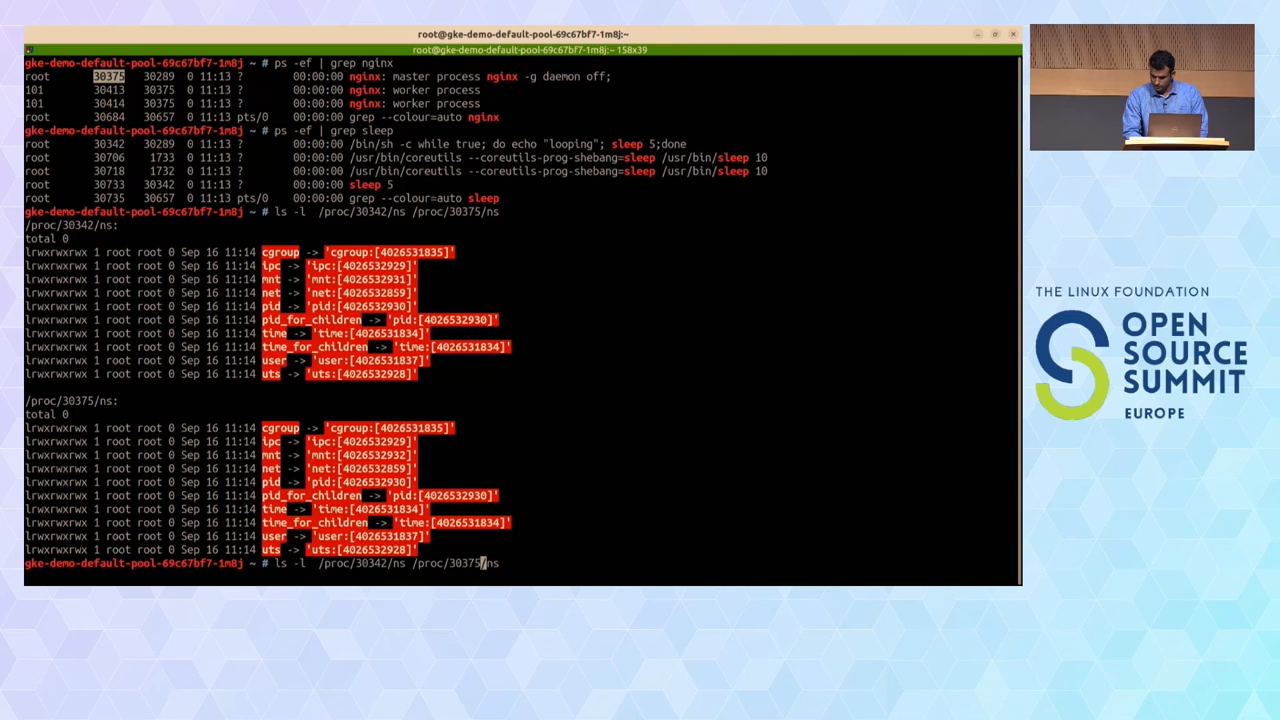 root@gke-demo-default-pool-69c67bf7-1m8j:~
root@gke-demo-default-pool-69c67bf7-1m8j:~ 158x39
gke-demo-default-pool-69c67bf7-1m8j ~ # ps -ef | grep nginx
root 30375 30289 0 11:13 ? 00:00:00 nginx: master process nginx -g daemon off;
101 30413 30375 0 11:13 ? 00:00:00 nginx: worker process
101 30414 30375 0 11:13 ? 00:00:00 nginx: worker process
root 30684 30657 0 11:13 pts/0 00:00:00 grep --colour=auto nginx
gke-demo-default-pool-69c67bf7-1m8j ~ # ps -ef | grep sleep
root 30342 30289 0 11:13 ? 00:00:00 /bin/sh -c while true; do echo "looping"; sleep 5;done
root 30706 1733 0 11:13 ? 00:00:00 /usr/bin/coreutils --coreutils-prog-shebang=sleep /usr/bin/sleep 10
root 30718 1732 0 11:13 ? 00:00:00 /usr/bin/coreutils --coreutils-prog-shebang=sleep /usr/bin/sleep 10
root 30733 30342 0 11:13 ? 00:00:00 sleep 5
root 30735 30657 0 11:13 pts/0 00:00:00 grep --colour=auto sleep
gke-demo-default-pool-69c67bf7-1m8j ~ # ls -l  /proc/30342/ns /proc/30375/ns
/proc/30342/ns:
total 0
lrwxrwxrwx 1 root root 0 Sep 16 11:14 cgroup -> 'cgroup:[4026531835]'
lrwxrwxrwx 1 root root 0 Sep 16 11:14 ipc -> 'ipc:[4026532929]'
lrwxrwxrwx 1 root root 0 Sep 16 11:14 mnt -> 'mnt:[4026532931]'
lrwxrwxrwx 1 root root 0 Sep 16 11:14 net -> 'net:[4026532859]'
lrwxrwxrwx 1 root root 0 Sep 16 11:14 pid -> 'pid:[4026532930]'
lrwxrwxrwx 1 root root 0 Sep 16 11:14 pid_for_children -> 'pid:[4026532930]'
lrwxrwxrwx 1 root root 0 Sep 16 11:14 time -> 'time:[4026531834]'
lrwxrwxrwx 1 root root 0 Sep 16 11:14 time_for_children -> 'time:[4026531834]'
lrwxrwxrwx 1 root root 0 Sep 16 11:14 user -> 'user:[4026531837]'
lrwxrwxrwx 1 root root 0 Sep 16 11:14 uts -> 'uts:[4026532928]'
/proc/30375/ns:
total 0
lrwxrwxrwx 1 root root 0 Sep 16 11:14 cgroup -> 'cgroup:[4026531835]'
lrwxrwxrwx 1 root root 0 Sep 16 11:14 ipc -> 'ipc:[4026532929]'
lrwxrwxrwx 1 root root 0 Sep 16 11:14 mnt -> 'mnt:[4026532932]'
lrwxrwxrwx 1 root root 0 Sep 16 11:14 net -> 'net:[4026532859]'
lrwxrwxrwx 1 root root 0 Sep 16 11:14 pid -> 'pid:[4026532930]'
lrwxrwxrwx 1 root root 0 Sep 16 11:14 pid_for_children -> 'pid:[4026532930]'
lrwxrwxrwx 1 root root 0 Sep 16 11:14 time -> 'time:[4026531834]'
lrwxrwxrwx 1 root root 0 Sep 16 11:14 time_for_children -> 'time:[4026531834]'
lrwxrwxrwx 1 root root 0 Sep 16 11:14 user -> 'user:[4026531837]'
lrwxrwxrwx 1 root root 0 Sep 16 11:14 uts -> 'uts:[4026532928]'
gke-demo-default-pool-69c67bf7-1m8j ~ # ls -l  /proc/30342/ns /proc/30375/ns
THE LINUX FOUNDATION
OPEN
SOURCE
SUMMIT
EUROPE